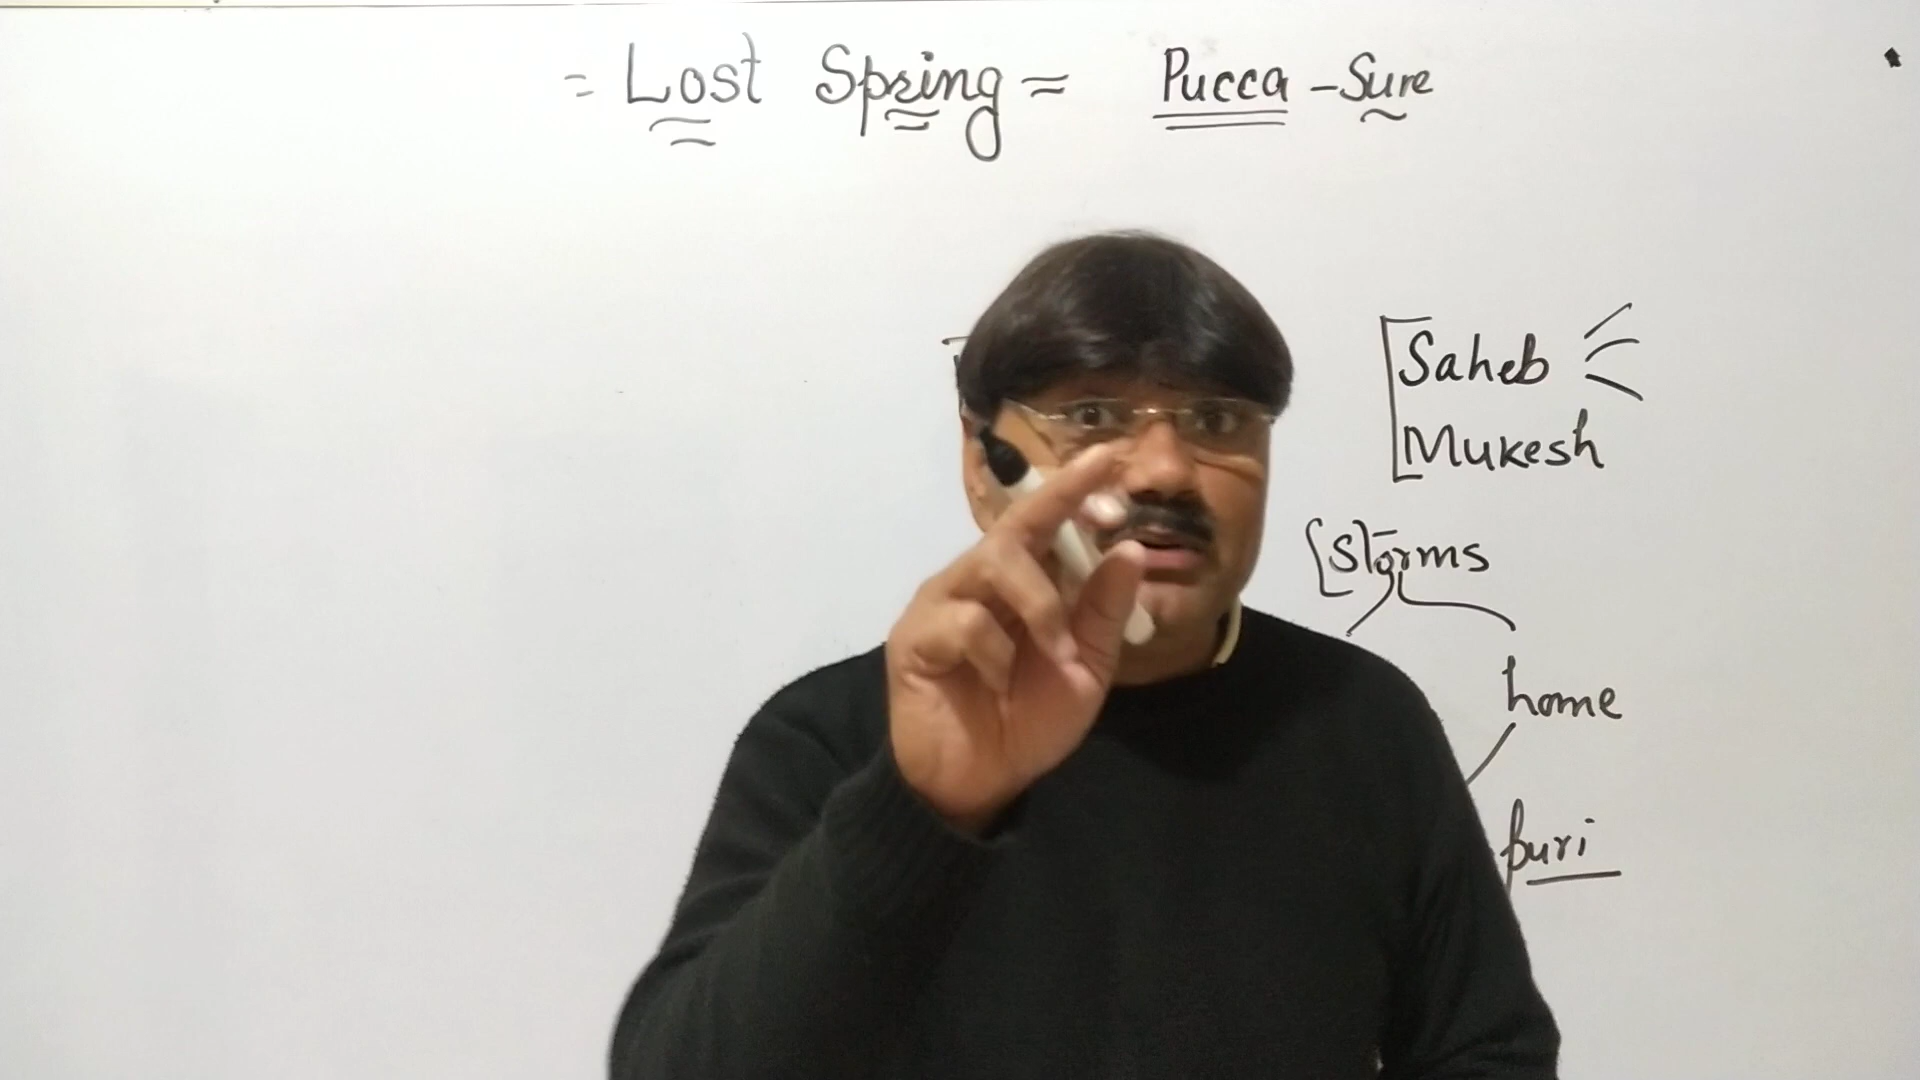 = Lost Spring = Pucca - Sure
Saheb
Mukesh
Storms
home
puri